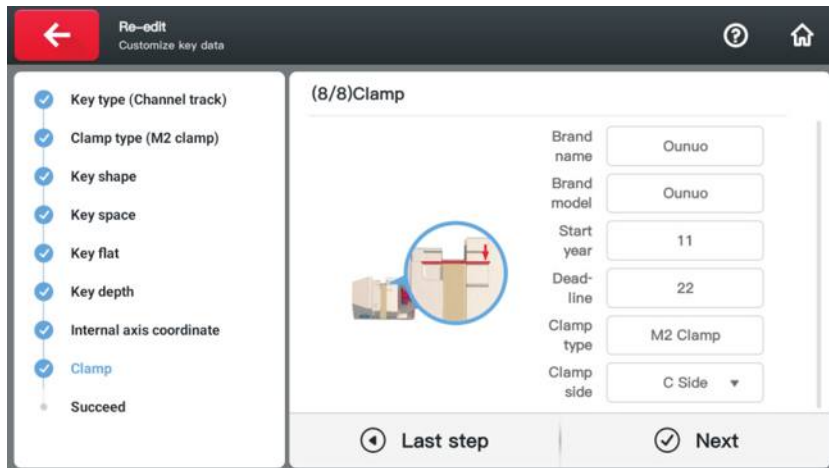 Re-edit
Customize key data
Key type (Channel track)
Clamp type (M2 clamp)
Key shape
Key space
Key flat
Key depth
Internal axis coordinate
Clamp
Succeed
(8/8)Clamp
Brand
name
Ounuo
Brand
model
Ounuo
Start
year
11
Dead-
line
22
Clamp
type
M2 Clamp
Clamp
side
C Side
Last step
Next